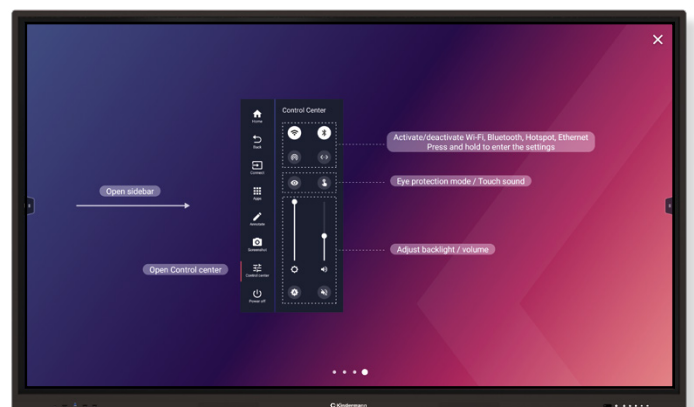 Home
Control Center
Back
Activate/deactivate Wi-Fi, Bluetooth, Hotspot, Ethernet
Press and hold to enter the settings
Connect
Apps
Eye protection mode / Touch sound
Open sidebar
Annotate
Screenshot
Adjust backlight / volume
Open Control center
Control center
Power off
Kindermann